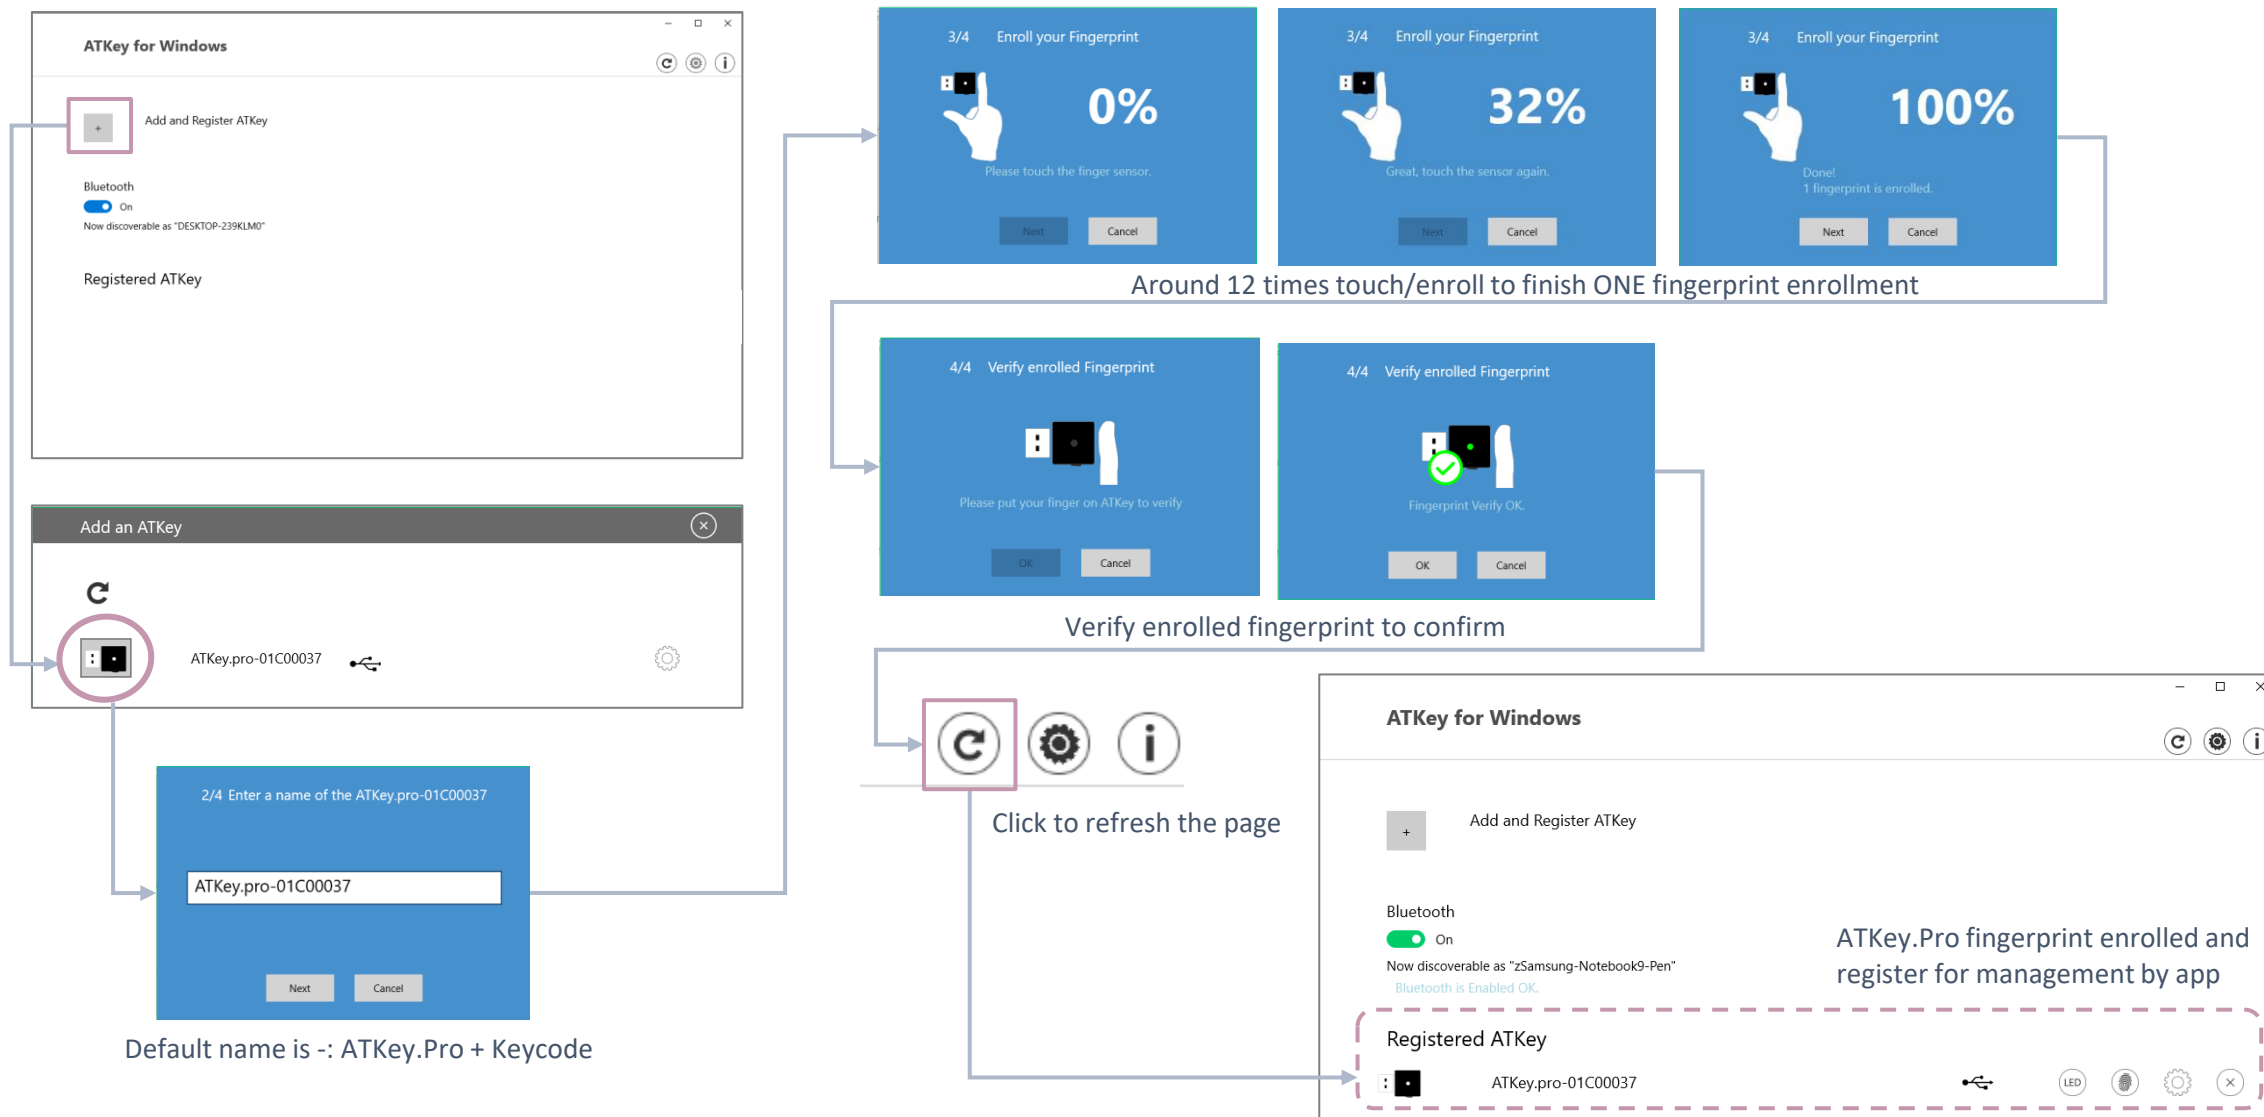 ATKey for Windows
+
Add and Register ATKey
Bluetooth
On
Now discoverable as "DESKTOP-239KLM0"
Registered ATKey
Add an ATKey
ATKey.pro-01C00037
2/4 Enter a name of the ATKey.pro-01C00037
ATKey.pro-01C00037
Next
Cancel
Default name is -: ATKey.Pro + Keycode
3/4 Enroll your Fingerprint
0%
Please touch the finger sensor.
Next
Cancel
3/4 Enroll your Fingerprint
32%
Great, touch the sensor again.
Next
Cancel
3/4 Enroll your Fingerprint
100%
Done!
1 fingerprint is enrolled.
Next
Cancel
Around 12 times touch/enroll to finish ONE fingerprint enrollment
4/4 Verify enrolled Fingerprint
Please put your finger on ATKey to verify
OK
Cancel
4/4 Verify enrolled Fingerprint
Fingerprint Verify OK.
OK
Cancel
Verify enrolled fingerprint to confirm
Click to refresh the page
ATKey for Windows
+
Add and Register ATKey
Bluetooth
On
Now discoverable as "zSamsung-Notebook9-Pen"
Bluetooth is Enabled OK.
ATKey.Pro fingerprint enrolled and
register for management by app
Registered ATKey
ATKey.pro-01C00037
LED